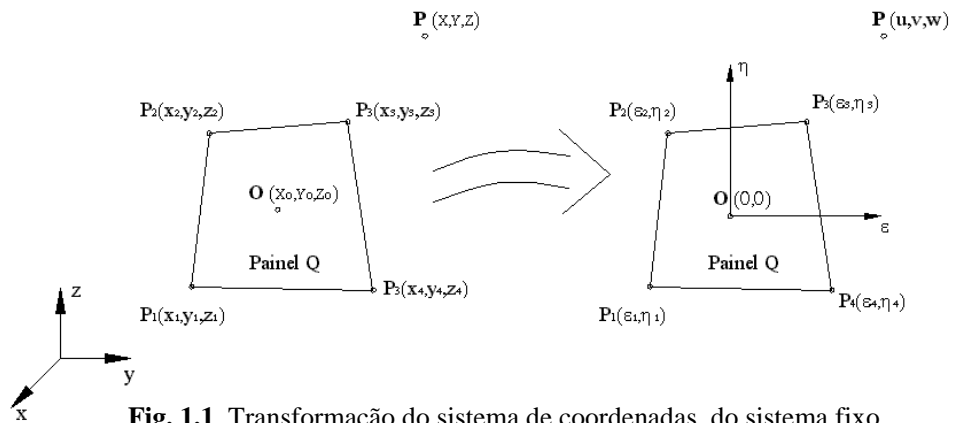 P (X,Y,Z)
P (u,v,w)
η
P₂(x₂,y₂,z₂)
P₃(x₃,y₃,z₃)
P₂(ε₂,η₂)
P₃(ε₃,η₃)
O (X₀,Y₀,Z₀)
O (0,0)
ε
Painel Q
Painel Q
P₃(x₄,y₄,z₄)
P₄(ε₄,η₄)
P₁(x₁,y₁,z₁)
P₁(ε₁,η₁)
z
y
x
Fig. 1.1 Transformação do sistema de coordenadas, do sistema fixo